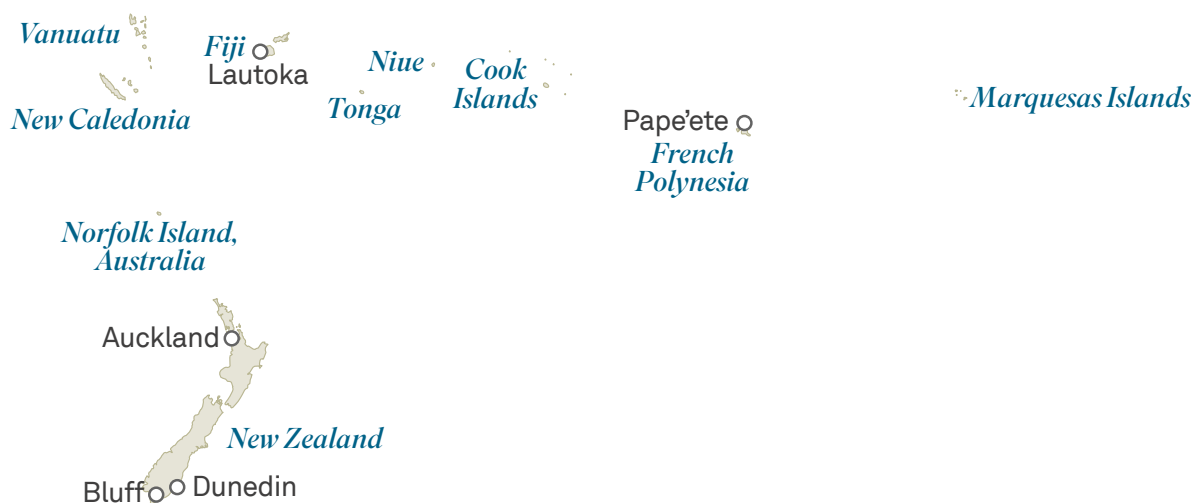 Vanuatu
Fiji
Lautoka
Niue
Cook
Islands
Tonga
New Caledonia
Marquesas Islands
Pape’ete
French
Polynesia
Norfolk Island,
Australia
Auckland
New Zealand
Bluff
Dunedin